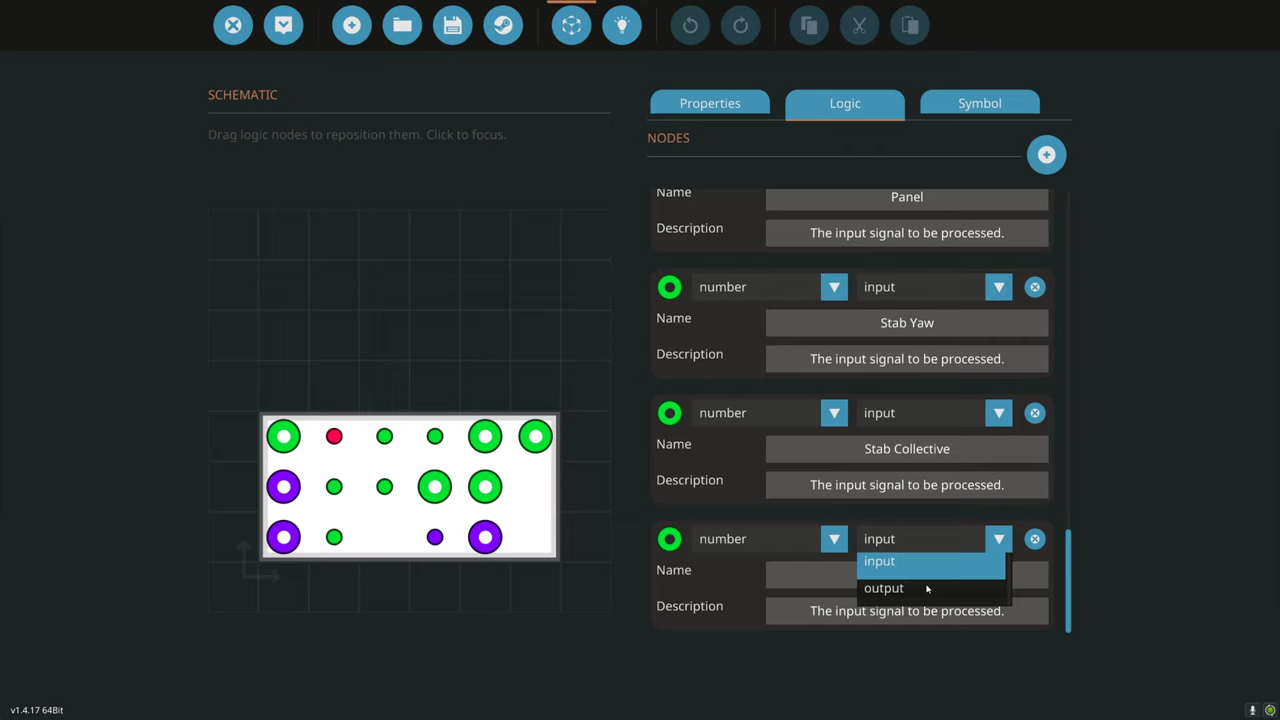 SCHEMATIC
Drag logic nodes to reposition them. Click to focus.
Properties
Logic
Symbol
NODES
Name
Panel
Description
The input signal to be processed.
number
input
Name
Stab Yaw
Description
The input signal to be processed.
number
input
Name
Stab Collective
Description
The input signal to be processed.
number
input
input
output
Name
Description
The input signal to be processed.
v1.4.17 64Bit